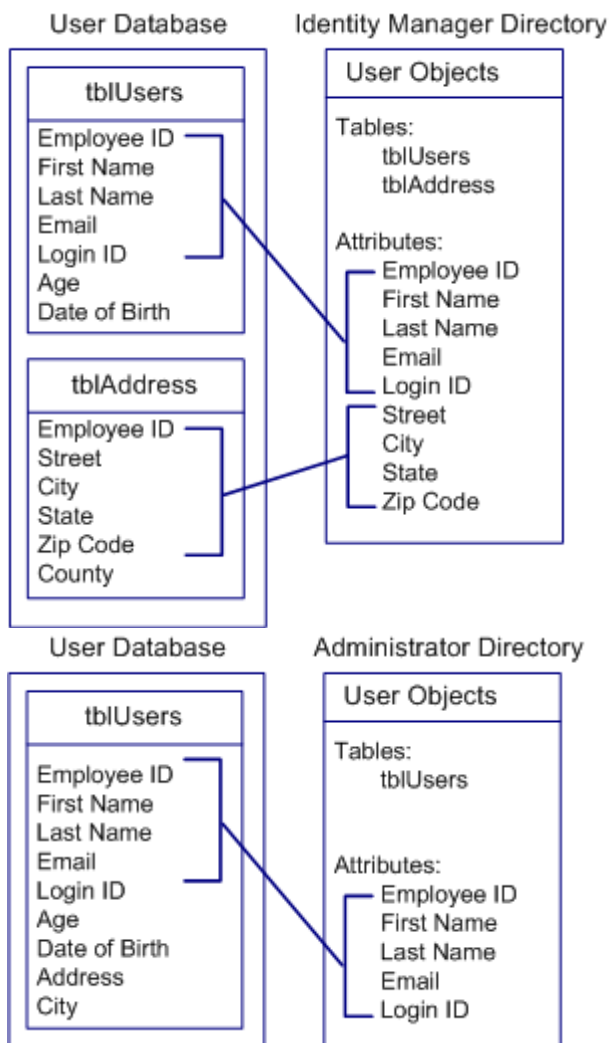 User Database
tblUsers
Employee ID
First Name
Last Name
Email
Login ID
Age
Date of Birth
tblAddress
Employee ID
Street
City
State
Zip Code
County
Identity Manager Directory
User Objects
Tables:
tblUsers
tblAddress
Attributes:
Employee ID
First Name
Last Name
Email
Login ID
Street
City
State
Zip Code
User Database
tblUsers
Employee ID
First Name
Last Name
Email
Login ID
Age
Date of Birth
Address
City
Administrator Directory
User Objects
Tables:
tblUsers
Attributes:
Employee ID
First Name
Last Name
Email
Login ID